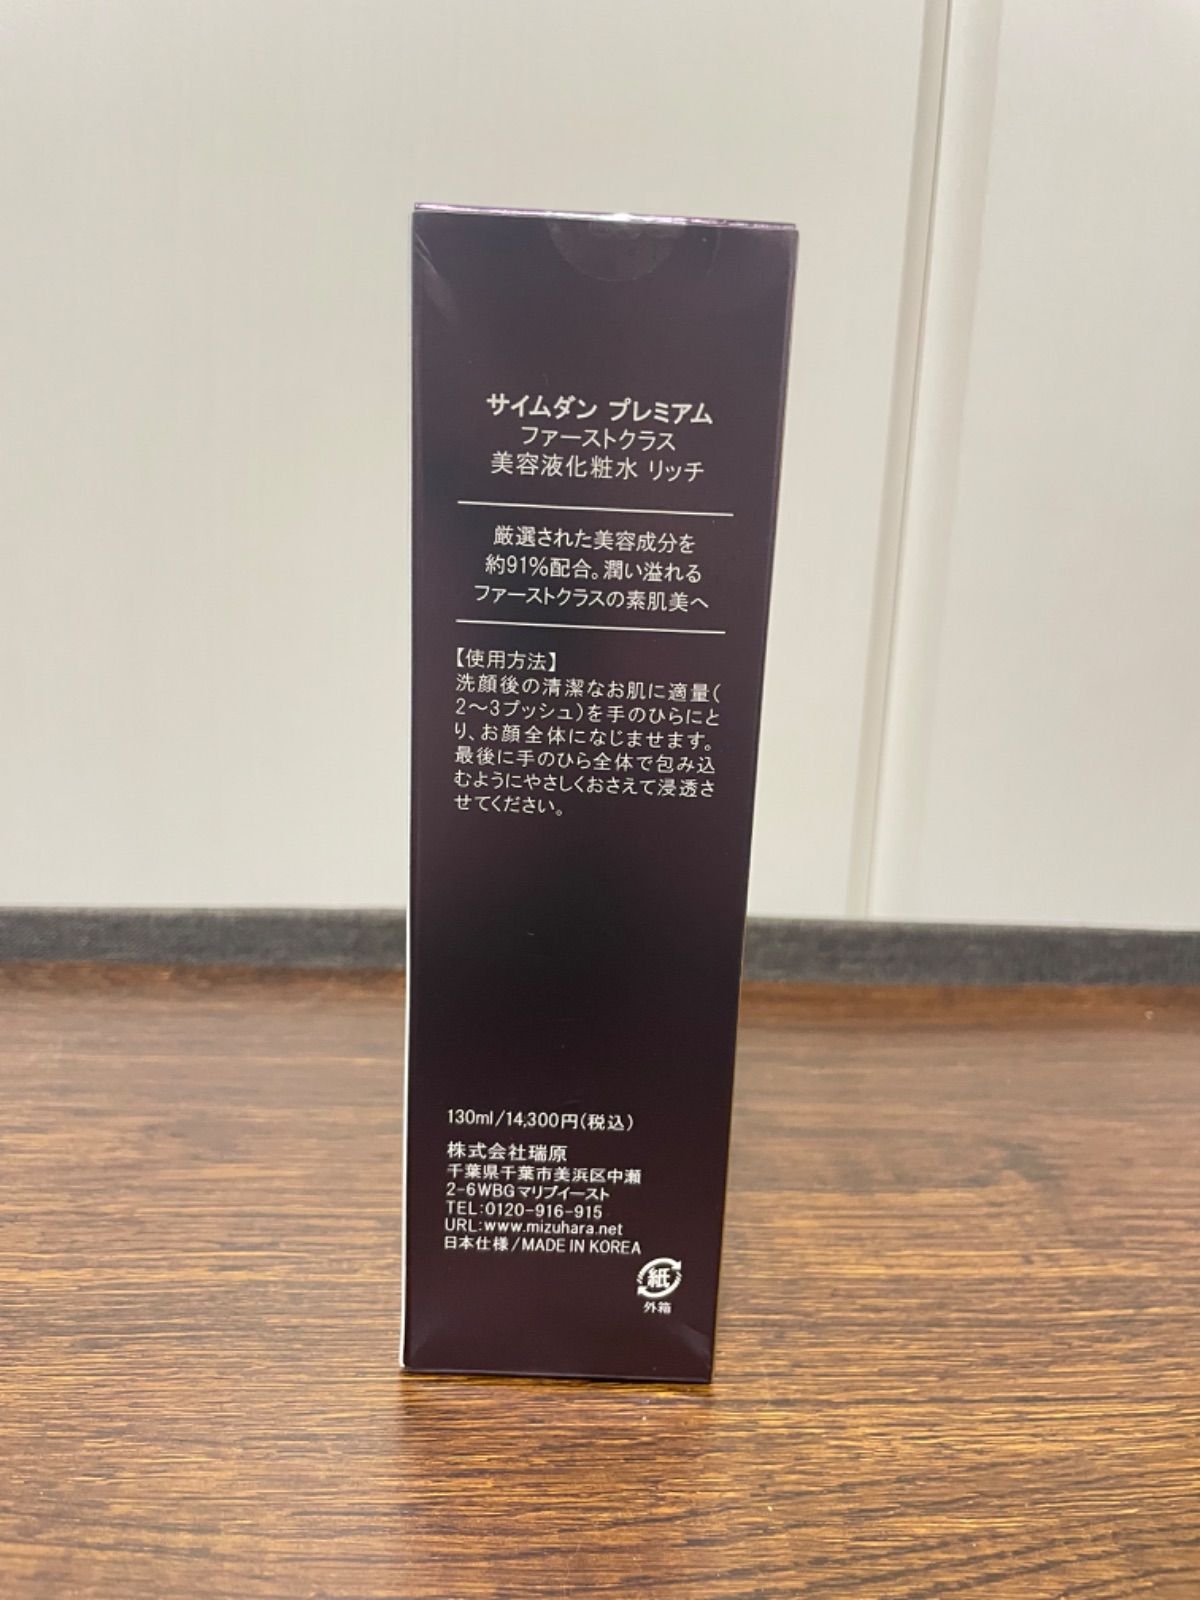 サイムダン プレミアム
ファーストクラス
美容液化粧水 リッチ
厳選された美容成分を
約91%配合。潤い溢れる
ファーストクラスの素肌美へ
【使用方法】
洗顔後の清潔なお肌に適量(
2～3プッシュ)を手のひらにと
り、お顔全体になじませます。
最後に手のひら全体で包み込
むようにやさしくおさえて浸透さ
せてください。
130ml/14,300円(税込)
株式会社瑞原
千葉県千葉市美浜区中瀬
2-6WBGマリブイースト
TEL:0120-916-915
URL:www.mizuhara.net
日本仕様/MADE IN KOREA
紙
外箱